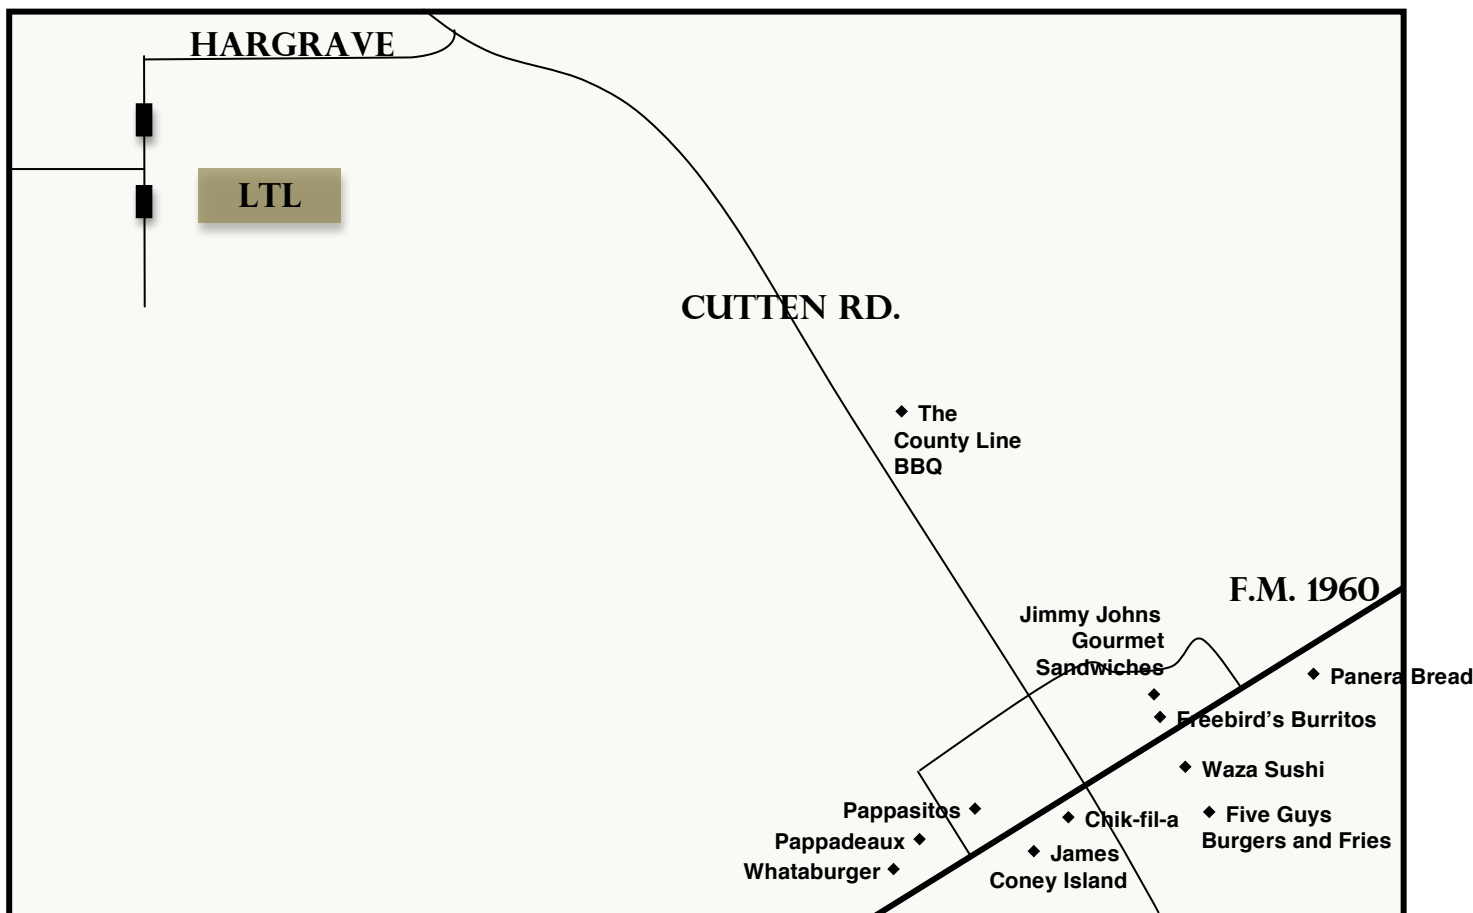 HARGRAVE
LTL
CUTTEN RD.
The
County Line
BBQ
F.M. 1960
Jimmy Johns
Gourmet
Sandwiches
Panera Bread
Freebird's Burritos
Waza Sushi
Pappasitos
Chik-fil-a
Five Guys
Burgers and Fries
Pappadeaux
James
Coney Island
Whataburger